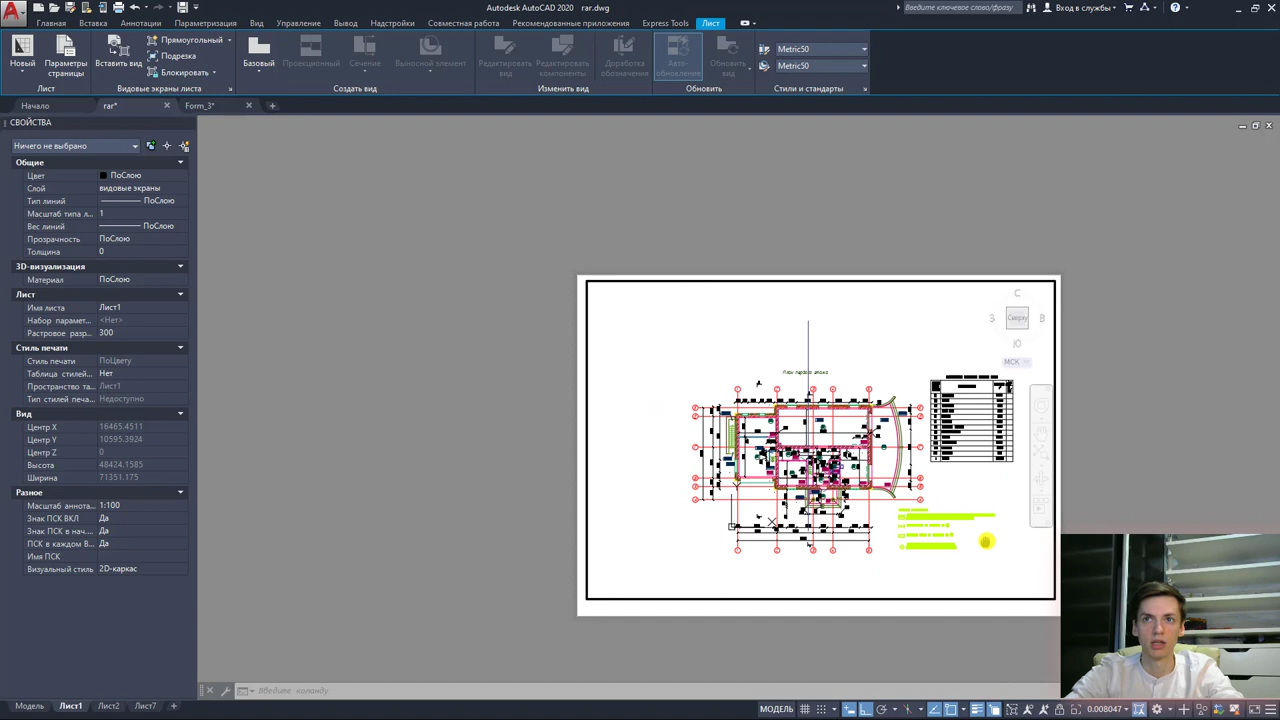 Autodesk AutoCAD 2020 rar.dwg
Введите ключевое слово/фразу
Вход в службы
Главная Вставка Аннотации Параметризация Вид Управление Вывод Надстройки Совместная работа Рекомендованные приложения Express Tools Лист
Новый
Параметры страницы
Вставить вид
Прямоугольный
Подрезка
Блокировать
Базовый
Проекционный
Сечение
Выносной элемент
Редактировать вид
Редактировать компоненты
Доработка обозначения
Авто-обновление
Обновить вид
Metric50
Metric50
Лист
Видовые экраны листа
Создать вид
Изменить вид
Обновить
Стили и стандарты
Начало
rar*
Form_3*
СВОЙСТВА
Ничего не выбрано
Общие
Цвет ПоСлою
Слой видовые экраны
Тип линий ПоСлою
Масштаб типа л... 1
Вес линий ПоСлою
Прозрачность ПоСлою
Толщина 0
3D-визуализация
Материал ПоСлою
Лист
Имя листа Лист1
Набор парамет... <Нет>
Растровое разр... 300
Стиль печати
Стиль печати ПоЦвету
Таблица стилей... Нет
Пространство та... Лист1
Тип стилей печ... Недоступно
Вид
Центр X
Центр Y 10595.3924
Центр Z 0
Высота 48424.1585
Ширина 71351.175
Разное
Масштаб аннота... 1:100
Знак ПСК ВКЛ Да
Знак ПСК в нач... Да
ПСК в каждом В... Да
Имя ПСК
Визуальный стиль 2D-каркас
С
З Сверху В
Ю
МСК
План первого этажа
Введите команду
Модель Лист1 Лист2 Лист7 +
МОДЕЛЬ
0.008047